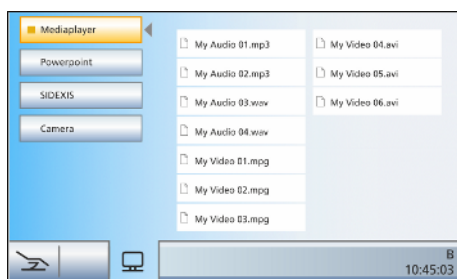 Mediaplayer
Powerpoint
SIDEXIS
Camera
My Audio 01.mp3
My Audio 02.mp3
My Audio 03.wav
My Audio 04.wav
My Video 01.mpg
My Video 02.mpg
My Video 03.mpg
My Video 04.avi
My Video 05.avi
My Video 06.avi
B
10:45:03